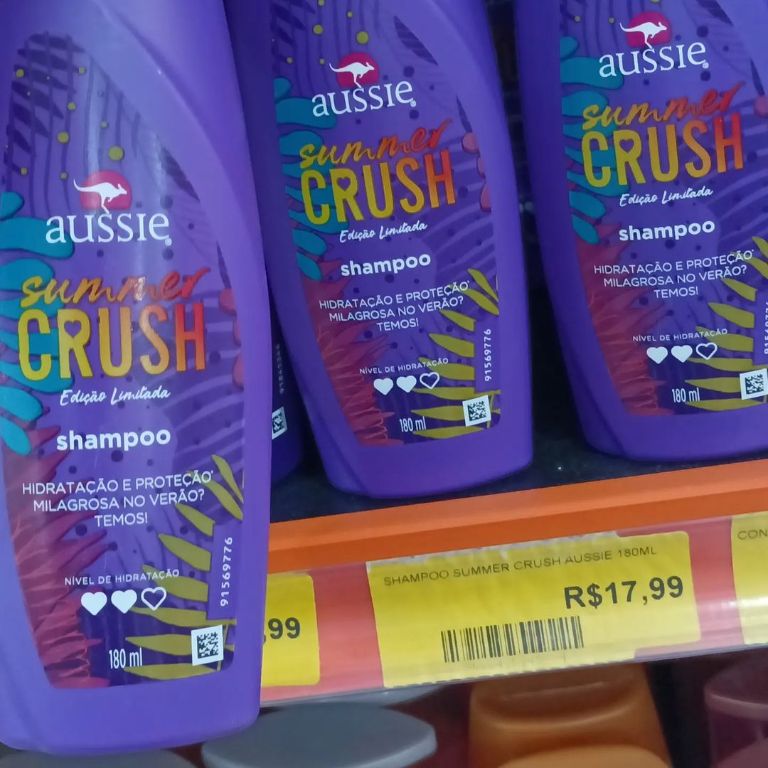 aussie
summer
CRUSH
Edição Limitada
shampoo
HIDRATAÇÃO E PROTEÇÃO*
MILAGROSA NO VERÃO?
TEMOS!
NÍVEL DE HIDRATAÇÃO
180 ml
91569776
aussie
summer
CRUSH
Edição Limitada
shampoo
HIDRATAÇÃO E PROTEÇÃO
MILAGROSA NO VERÃO?
TEMOS!
NÍVEL DE HIDRATAÇÃO
180 ml
91569776
aussie
summer
CRUSH
Edição Limitada
shampoo
HIDRATAÇÃO E PROTEÇÃO
MILAGROSA NO VERÃO?
TEMOS!
NÍVEL DE HIDRATAÇÃO
180 ml
,99
SHAMPOO SUMMER CRUSH AUSSIE 180ML
R$17,99
CON